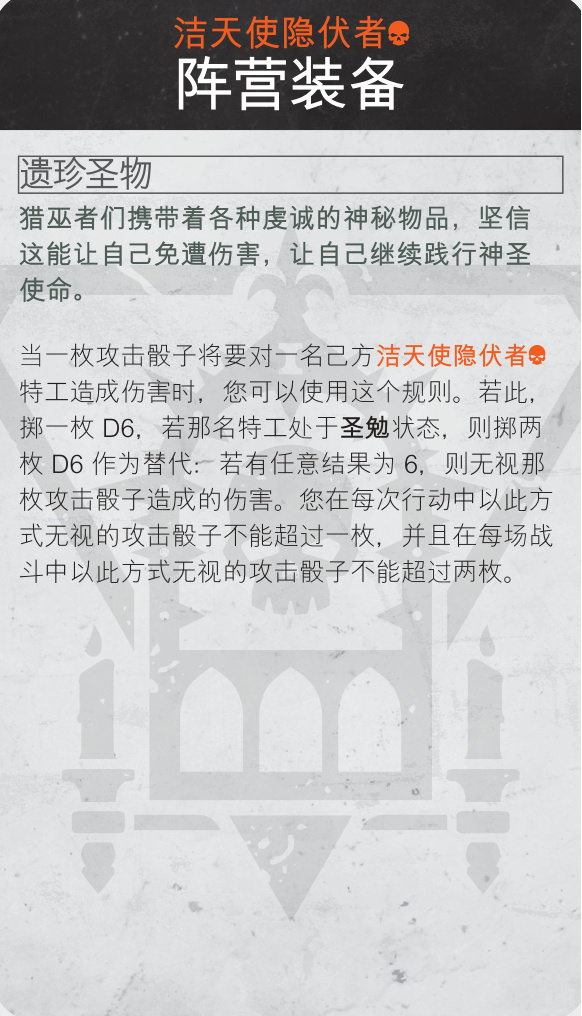 洁天使隐伏者
阵营装备
遗珍圣物
猎巫者们携带着各种虔诚的神秘物品，坚信
这能让自己免遭伤害，让自己继续践行神圣
使命。
当一枚攻击骰子将要对一名己方洁天使隐伏者
特工造成伤害时，您可以使用这个规则。若此，
掷一枚 D6，若那名特工处于圣勉状态，则掷两
枚 D6 作为替代：若有任意结果为 6，则无视那
枚攻击骰子造成的伤害。您在每次行动中以此方
式无视的攻击骰子不能超过一枚，并且在每场战
斗中以此方式无视的攻击骰子不能超过两枚。